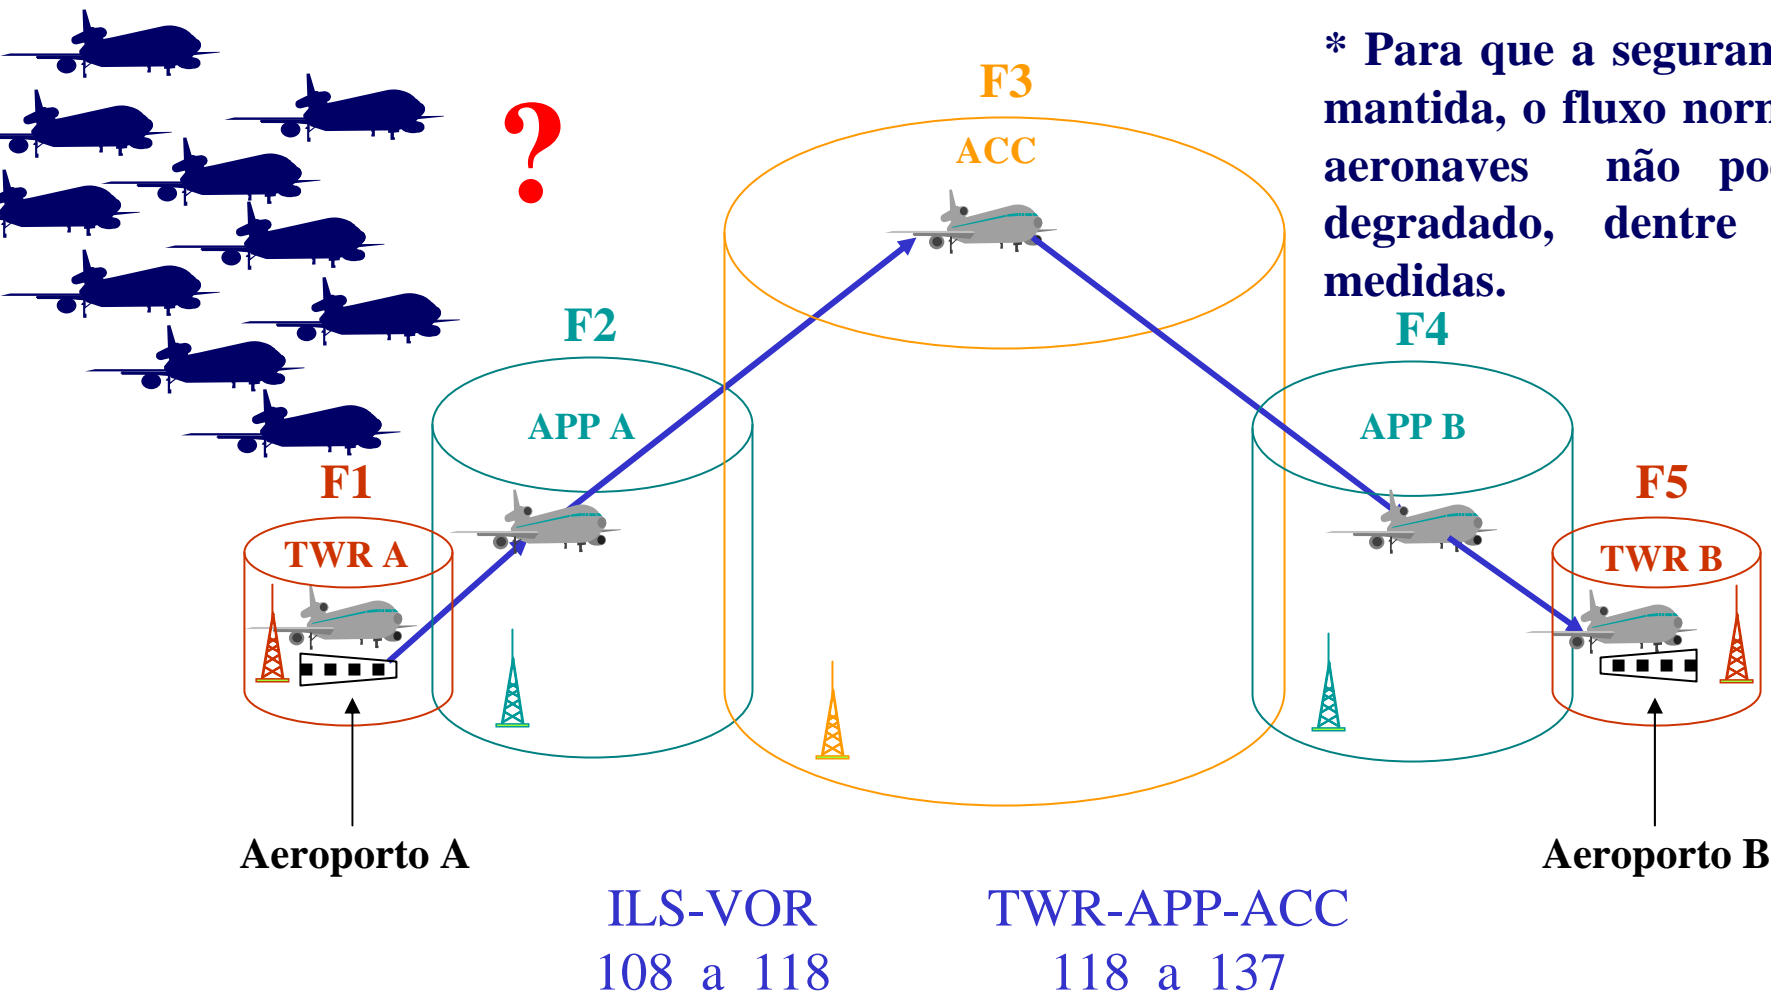 * Para que a seguran
mantida, o fluxo norm
aeronaves não po
degradado, dentre
medidas.
?
F3
ACC
F2
APP A
F4
APP B
F1
TWR A
F5
TWR B
Aeroporto A
Aeroporto B
ILS-VOR
108 a 118
TWR-APP-ACC
118 a 137